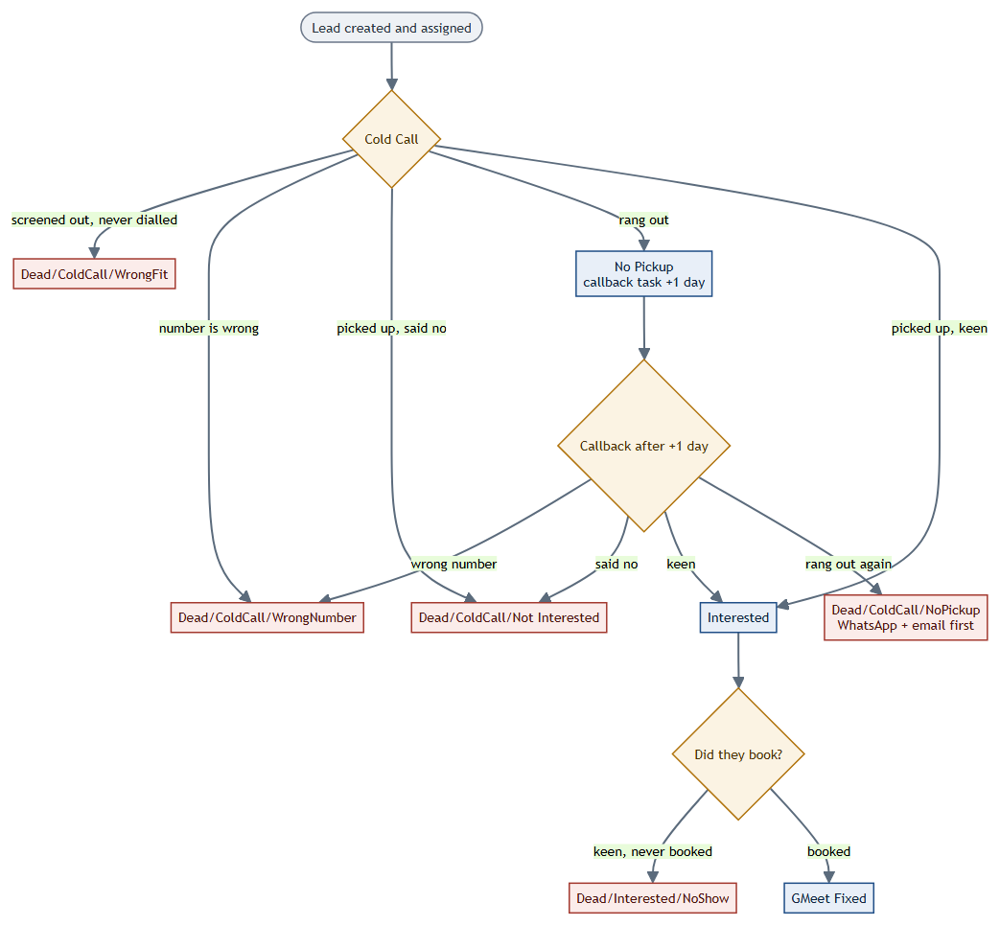 Lead created and assigned
Cold Call
screened out, never dialled
rang out
Dead/ColdCall/WrongFit
No Pickup
callback task +1 day
number is wrong
picked up, said no
picked up, keen
Callback after +1 day
wrong number
said no
keen
rang out again
Dead/ColdCall/WrongNumber
Dead/ColdCall/Not Interested
Interested
Dead/ColdCall/NoPickup
WhatsApp + email first
Did they book?
keen, never booked
booked
Dead/Interested/NoShow
GMeet Fixed